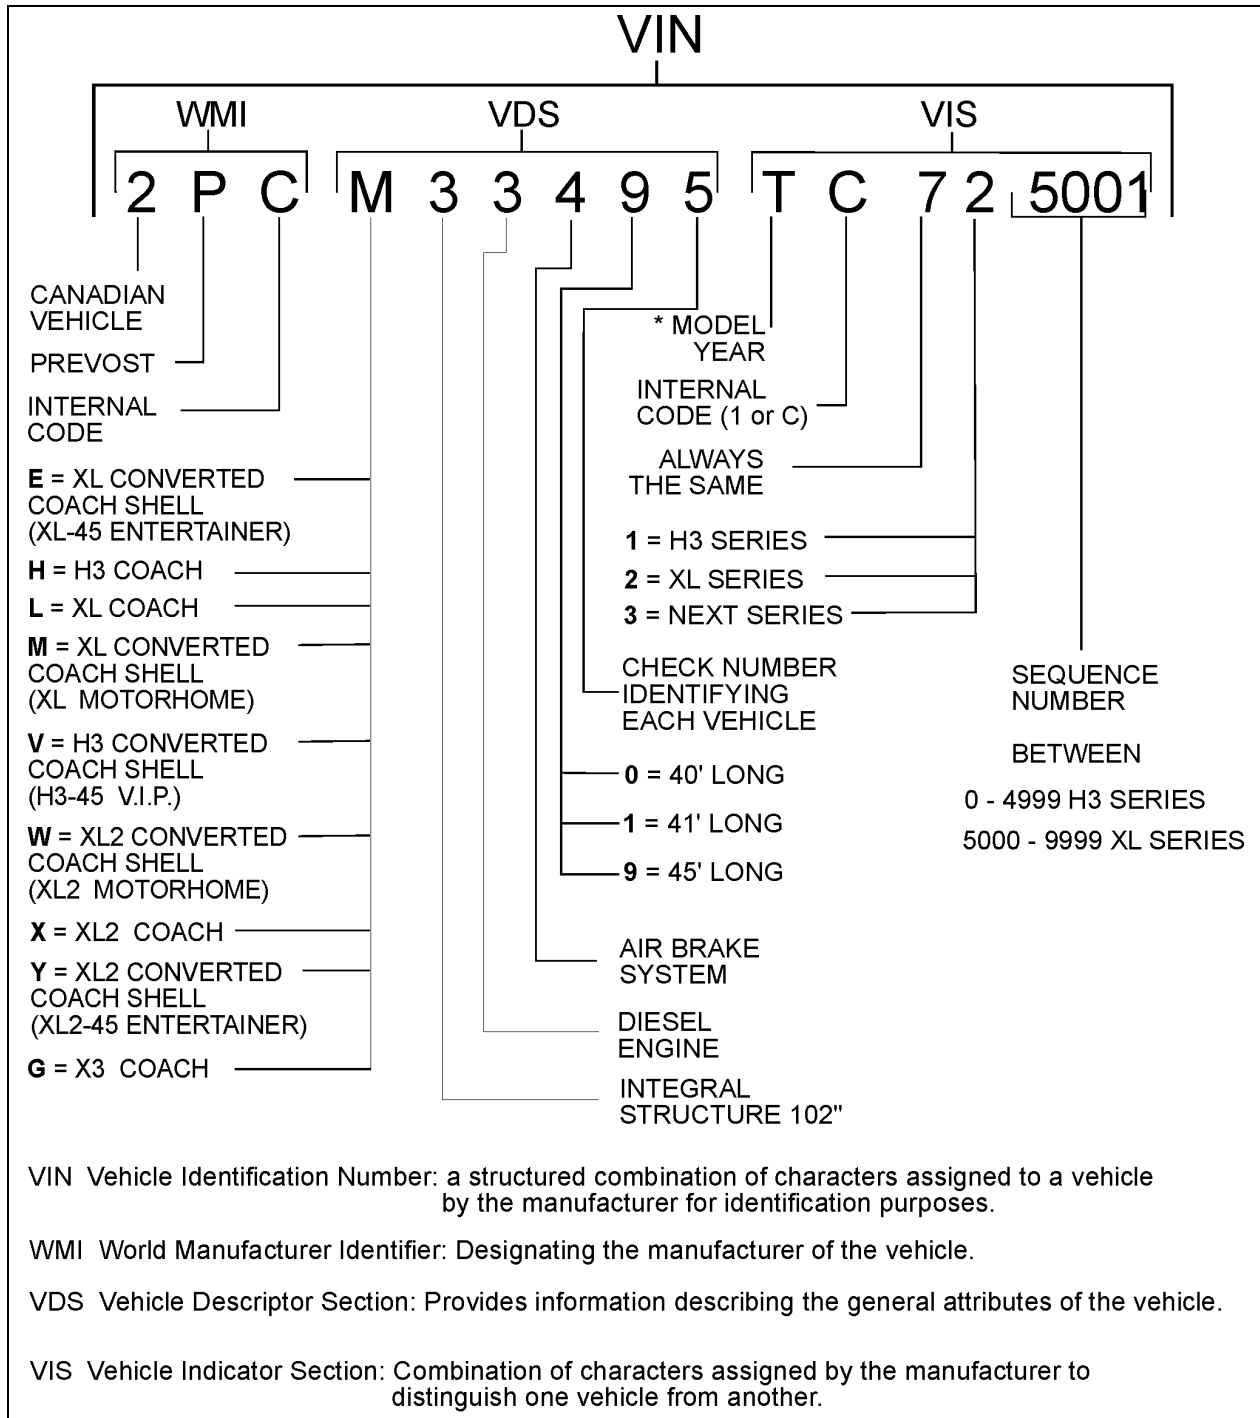 VIN
WMI VDS VIS
2 P C M 3 3 4 9 5 T C 7 2 5001
CANADIAN
VEHICLE
PREVOST
INTERNAL
CODE
E = XL CONVERTED
COACH SHELL
(XL-45 ENTERTAINER)
H = H3 COACH
L = XL COACH
M = XL CONVERTED
COACH SHELL
(XL MOTORHOME)
V = H3 CONVERTED
COACH SHELL
(H3-45 V.I.P.)
W = XL2 CONVERTED
COACH SHELL
(XL2 MOTORHOME)
X = XL2 COACH
Y = XL2 CONVERTED
COACH SHELL
(XL2-45 ENTERTAINER)
G = X3 COACH
* MODEL
YEAR
INTERNAL
CODE (1 or C)
ALWAYS
THE SAME
1 = H3 SERIES
2 = XL SERIES
3 = NEXT SERIES
CHECK NUMBER
IDENTIFYING
EACH VEHICLE
0 = 40' LONG
1 = 41' LONG
9 = 45' LONG
AIR BRAKE
SYSTEM
DIESEL
ENGINE
INTEGRAL
STRUCTURE 102"
SEQUENCE
NUMBER
BETWEEN
0 - 4999 H3 SERIES
5000 - 9999 XL SERIES
VIN Vehicle Identification Number: a structured combination of characters assigned to a vehicle
by the manufacturer for identification purposes.
WMI World Manufacturer Identifier: Designating the manufacturer of the vehicle.
VDS Vehicle Descriptor Section: Provides information describing the general attributes of the vehicle.
VIS Vehicle Indicator Section: Combination of characters assigned by the manufacturer to
distinguish one vehicle from another.